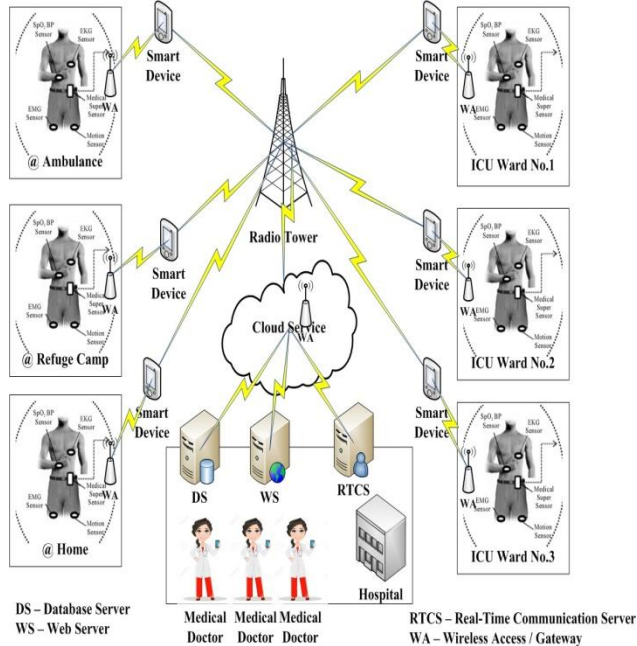 SpO₂ BP
Sensor
EKG
Sensor
EMG
Sensor
Medical
Super
Sensor
Motion
Sensor
WA
@ Ambulance
Smart
Device
SpO₂ BP
Sensor
EKG
Sensor
EMG
Sensor
Medical
Super
Sensor
Motion
Sensor
WA
@ Refuge Camp
Smart
Device
SpO₂ BP
Sensor
EKG
Sensor
EMG
Sensor
Medical
Super Sensor
Motion
Sensor
WA
@ Home
Smart
Device
Radio Tower
Cloud Service
WA
Smart
Device
SpO₂ BP
Sensor
EKG
Sensor
EMG
Sensor
Medical
Super
Sensor
Motion
Sensor
WA
ICU Ward No.1
Smart
Device
SpO₂ BP
Sensor
EKG
Sensor
EMG
Sensor
Medical
Super
Sensor
Motion
Sensor
WA
ICU Ward No.2
Smart
Device
SpO₂ BP
Sensor
EKG
Sensor
EMG
Sensor
Medical
Super
Sensor
Motion
Sensor
WA
ICU Ward No.3
DS
WS
RTCS
Hospital
Medical
Doctor
Medical
Doctor
Medical
Doctor
DS – Database Server
WS – Web Server
RTCS – Real-Time Communication Server
WA – Wireless Access / Gateway